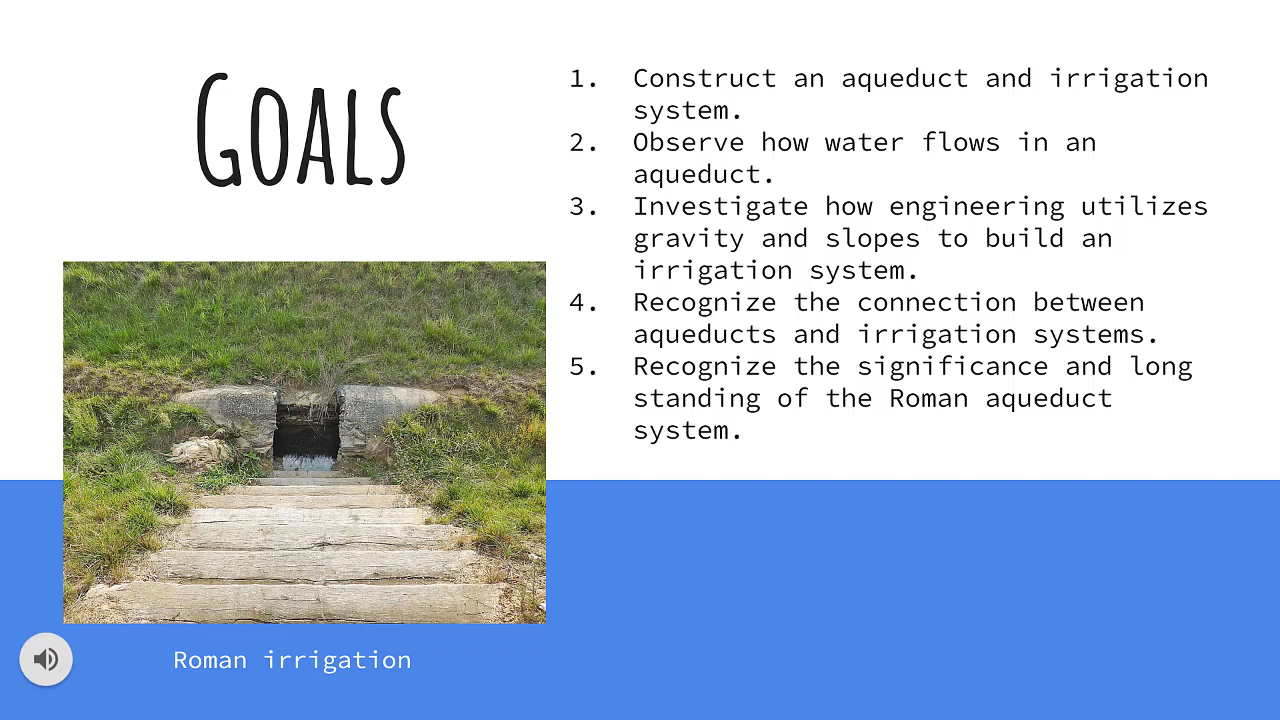 GOALS
1. Construct an aqueduct and irrigation
system.
2. Observe how water flows in an
aqueduct.
3. Investigate how engineering utilizes
gravity and slopes to build an
irrigation system.
4. Recognize the connection between
aqueducts and irrigation systems.
5. Recognize the significance and long
standing of the Roman aqueduct
system.
Roman irrigation